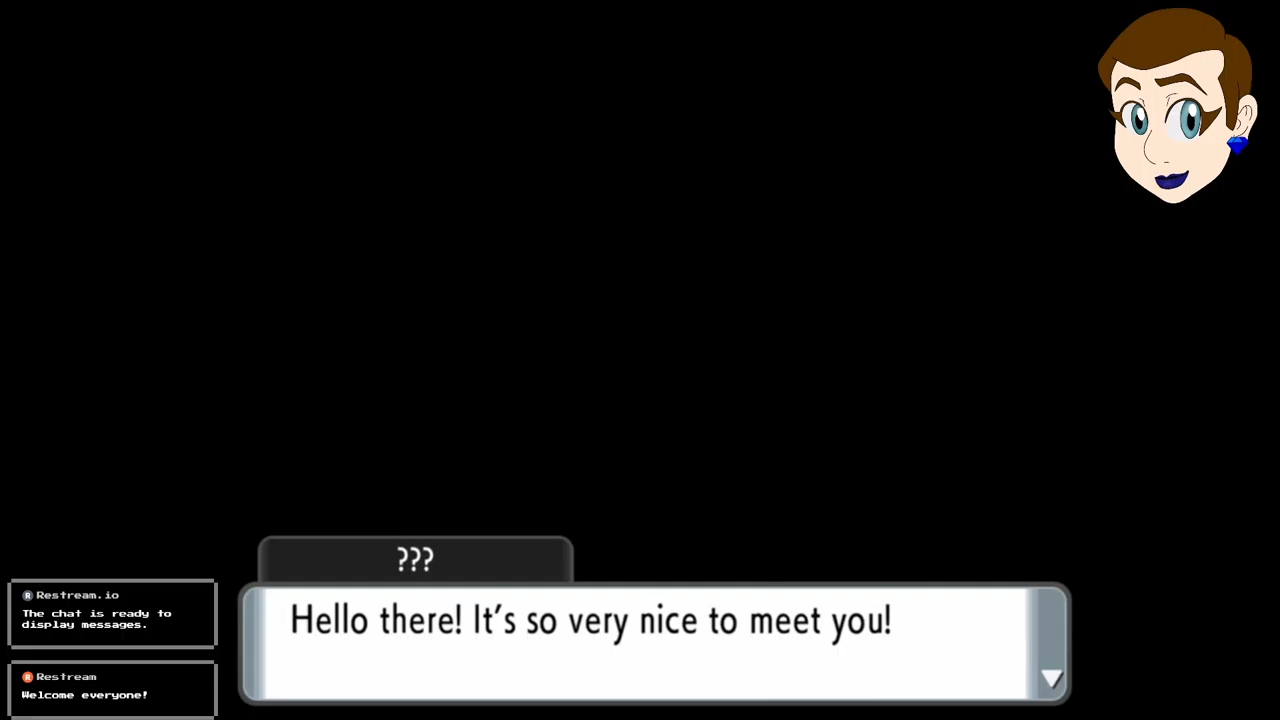 ???
Hello there! It's so very nice to meet you!
R Restream.io
The chat is ready to
display messages.
R Restream
Welcome everyone!